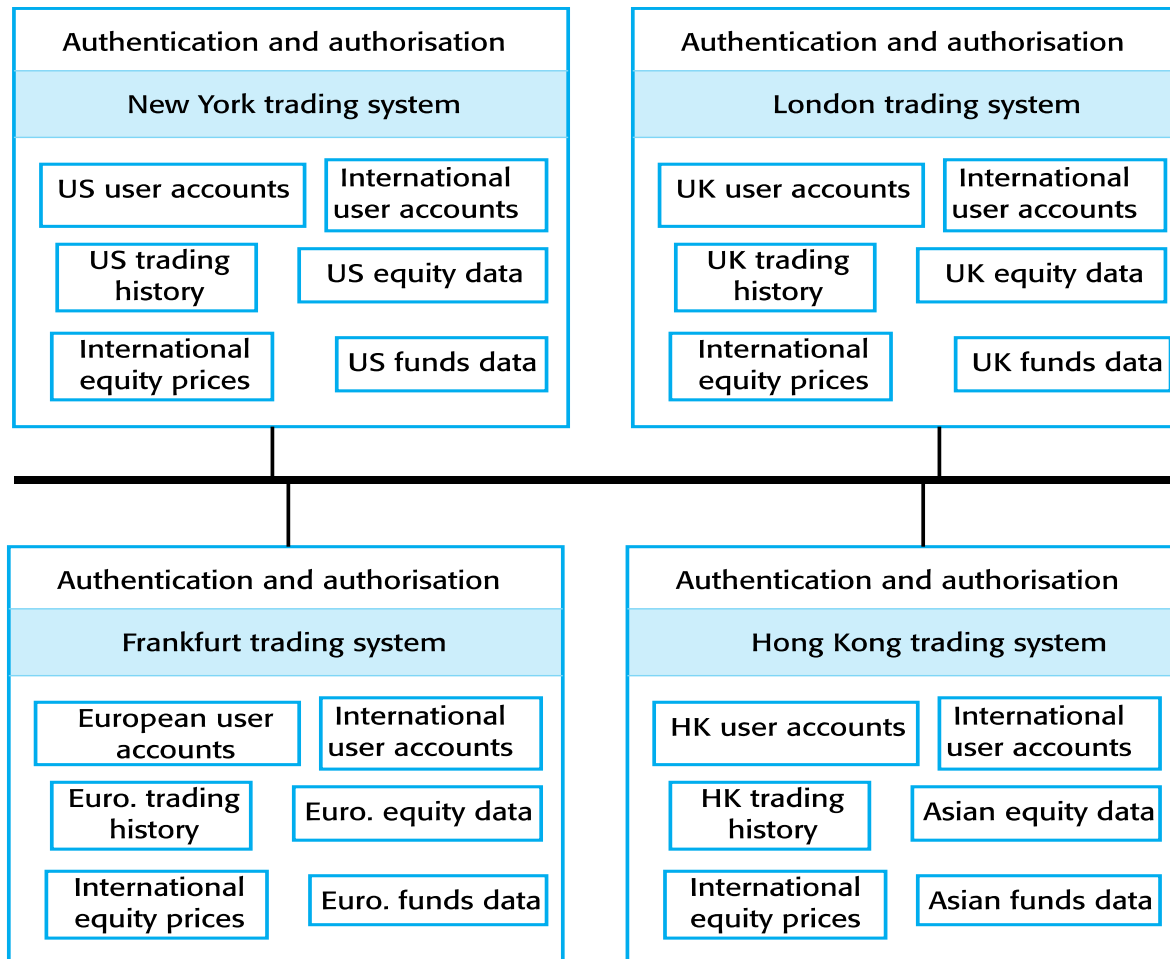 Authentication and authorisation
New York trading system
US user accounts
International
user accounts
US trading
history
US equity data
International
equity prices
US funds data
Authentication and authorisation
London trading system
UK user accounts
International
user accounts
UK trading
history
UK equity data
International
equity prices
UK funds data
Authentication and authorisation
Frankfurt trading system
European user
accounts
International
user accounts
Euro. trading
history
Euro. equity data
International
equity prices
Euro. funds data
Authentication and authorisation
Hong Kong trading system
HK user accounts
International
user accounts
HK trading
history
Asian equity data
International
equity prices
Asian funds data